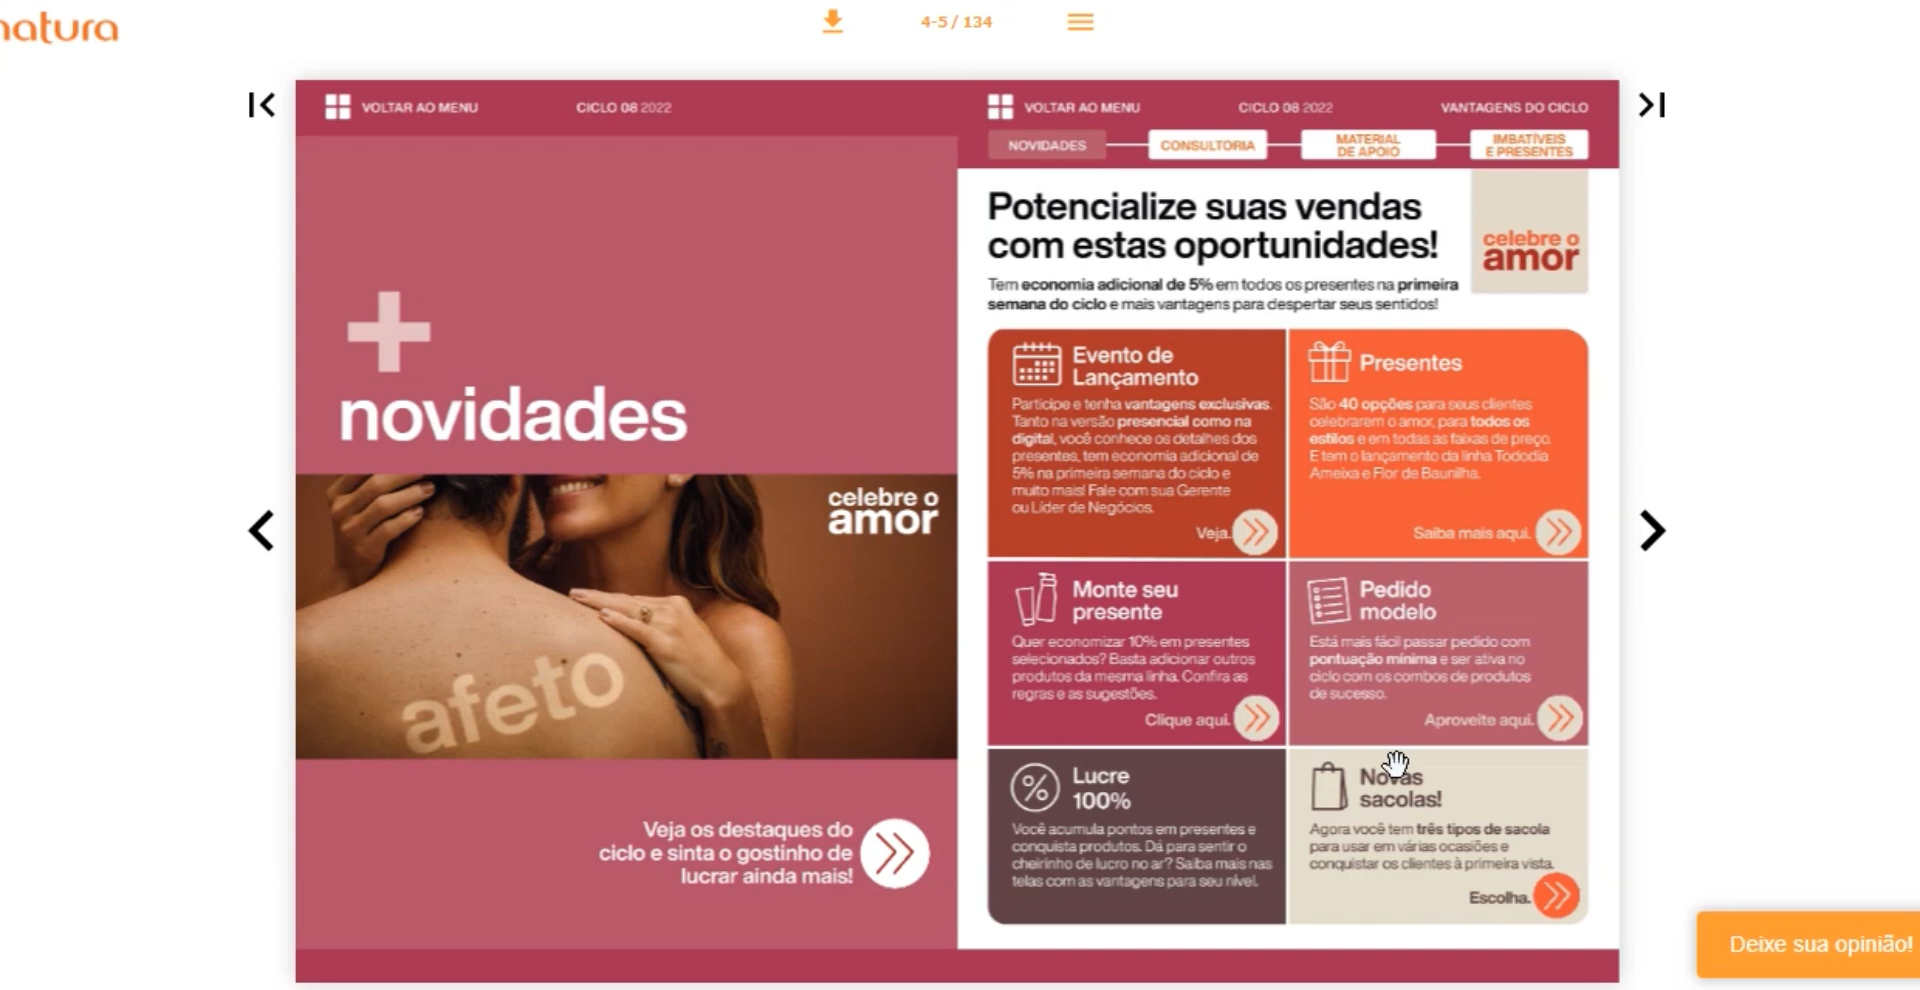 natura
4-5 / 134
VOLTAR AO MENU
CICLO 08 2022
+
novidades
celebre o
amor
afeto
Veja os destaques do
ciclo e sinta o gostinho de
lucrar ainda mais!
VOLTAR AO MENU
CICLO 08 2022
VANTAGENS DO CICLO
NOVIDADES
CONSULTORIA
MATERIAL
DE APOIO
IMBATÍVEIS
E PRESENTES
Potencialize suas vendas
com estas oportunidades!
celebre o
amor
Tem economia adicional de 5% em todos os presentes na primeira
semana do ciclo e mais vantagens para despertar seus sentidos!
Evento de
Lançamento
Participe e tenha vantagens exclusivas.
Tanto na versão presencial como na
digital, você conhece os detalhes dos
presentes, tem economia adicional de
5% na primeira semana do ciclo e
muito mais! Fale com sua Gerente
ou Líder de Negócios.
Veja.
Presentes
São 40 opções para seus clientes
celebrarem o amor, para todos os
estilos e em todas as faixas de preço.
E tem o lançamento da linha Tododia
Ameixa e Flor de Baunilha.
Saiba mais aqui.
Monte seu
presente
Quer economizar 10% em presentes
selecionados? Basta adicionar outros
produtos da mesma linha. Confira as
regras e as sugestões.
Clique aqui.
Pedido
modelo
Está mais fácil passar pedido com
pontuação mínima e ser ativa no
ciclo com os combos de produtos
de sucesso.
Aproveite aqui.
Lucre
100%
Você acumula pontos em presentes e
conquista produtos. Dá para sentir o
cheirinho de lucro no ar? Saiba mais nas
telas com as vantagens para seu nível.
Novas
sacolas!
Agora você tem três tipos de sacola
para usar em várias ocasiões e
conquistar os clientes à primeira vista.
Escolha.
Deixe sua opinião!